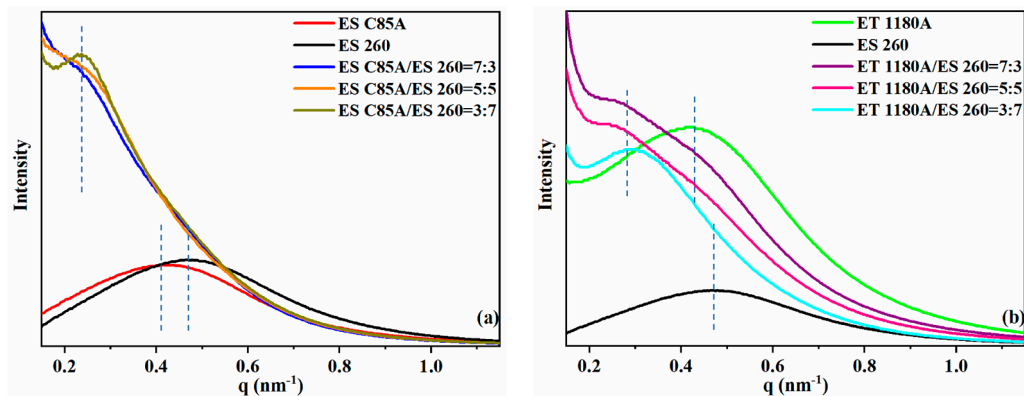 ES C85A
ES 260
ES C85A/ES 260=7:3
ES C85A/ES 260=5:5
ES C85A/ES 260=3:7
Intensity
(a)
0.2 0.4 0.6 0.8 1.0
q (nm⁻¹)
ET 1180A
ES 260
ET 1180A/ES 260=7:3
ET 1180A/ES 260=5:5
ET 1180A/ES 260=3:7
Intensity
(b)
0.2 0.4 0.6 0.8 1.0
q (nm⁻¹)